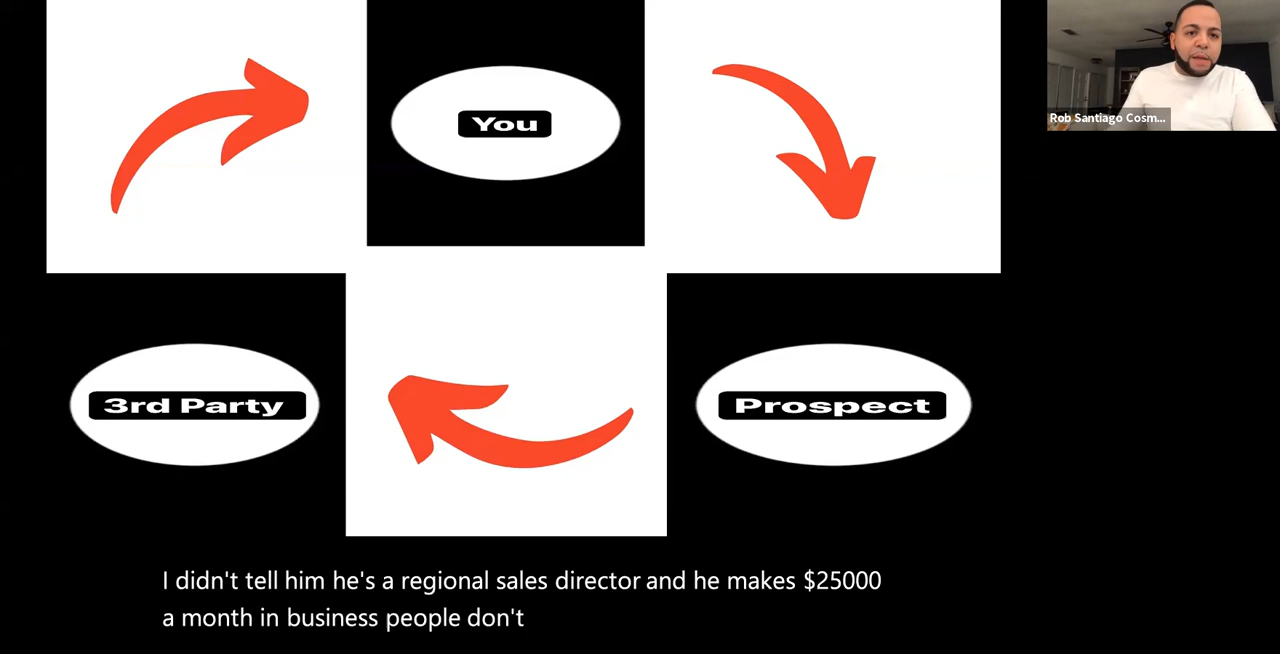 You
Rob Santiago Cosm...
3rd Party
Prospect
I didn't tell him he's a regional sales director and he makes $25000
a month in business people don't